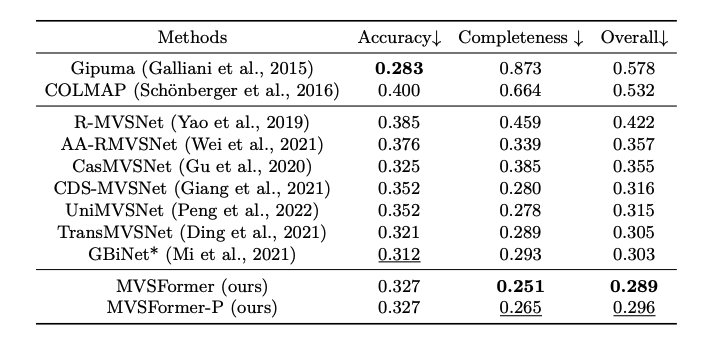 Methods Accuracy↓ Completeness ↓ Overall↓
Gipuma (Galliani et al., 2015) 0.283 0.873 0.578
COLMAP (Schönberger et al., 2016) 0.400 0.664 0.532
R-MVSNet (Yao et al., 2019) 0.385 0.459 0.422
AA-RMVSNet (Wei et al., 2021) 0.376 0.339 0.357
CasMVSNet (Gu et al., 2020) 0.325 0.385 0.355
CDS-MVSNet (Giang et al., 2021) 0.352 0.280 0.316
UniMVSNet (Peng et al., 2022) 0.352 0.278 0.315
TransMVSNet (Ding et al., 2021) 0.321 0.289 0.305
GBiNet* (Mi et al., 2021) 0.312 0.293 0.303
MVSFormer (ours) 0.327 0.251 0.289
MVSFormer-P (ours) 0.327 0.265 0.296